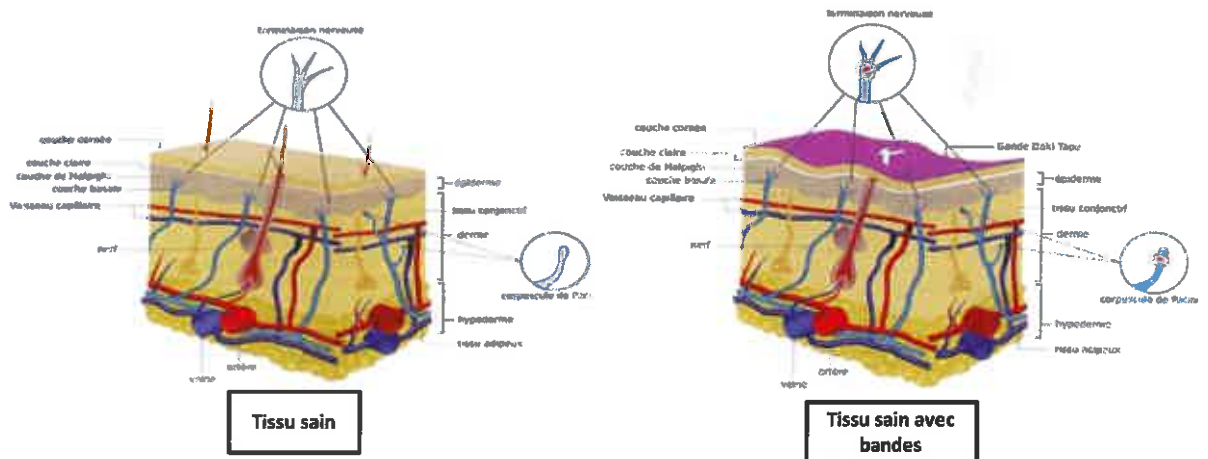 Terminaison nerveuse
couche cornée
couche claire
couche de Malpighi
couche basale
Vaisseau capillaire
nerf
veine
artère
épiderme
tissu conjonctif
derme
corpuscule de
hypoderme
tissu adipeux
Tissu sain
Terminaison nerveuse
couche cornée
couche claire
couche de Malpighi
couche basale
Vaisseau capillaire
nerf
veine
artère
Bande Daki Tape
épiderme
tissu conjonctif
derme
corpuscule de Pacini
hypoderme
tissu adipeux
Tissu sain avec
bandes